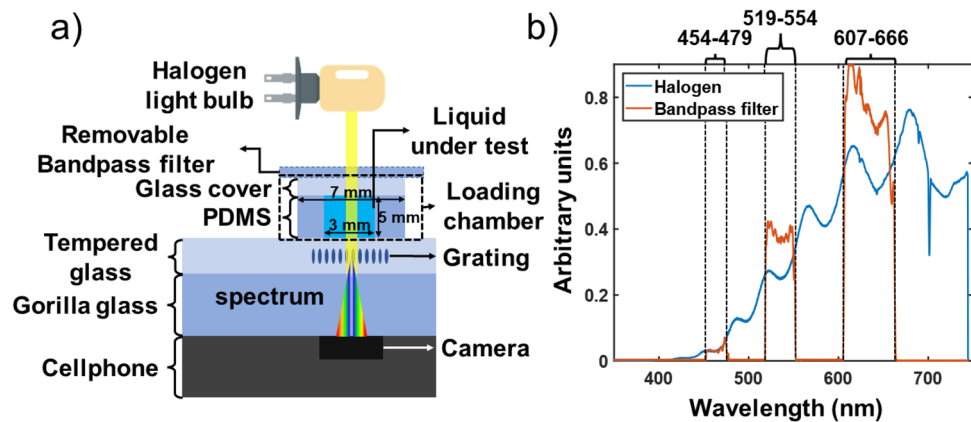 a)
Halogen
light bulb
Removable
Bandpass filter
Liquid
under test
Glass cover
PDMS
7 mm
5 mm
3 mm
Loading
chamber
Tempered
glass
Grating
Gorilla glass
spectrum
Cellphone
Camera
b)
519-554
454-479
607-666
Halogen
Bandpass filter
Arbitrary units
0.8
0.6
0.4
0.2
0
400
500
600
700
Wavelength (nm)